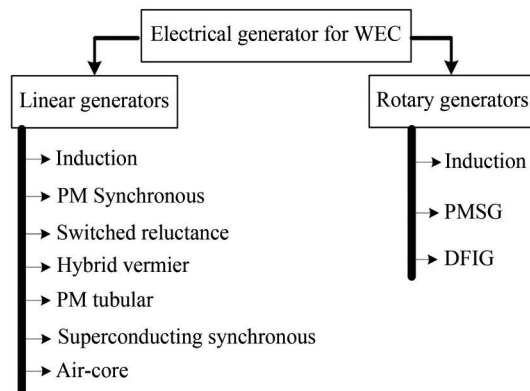 Electrical generator for WEC
Linear generators
Induction
PM Synchronous
Switched reluctance
Hybrid vermier
PM tubular
Superconducting synchronous
Air-core
Rotary generators
Induction
PMSG
DFIG